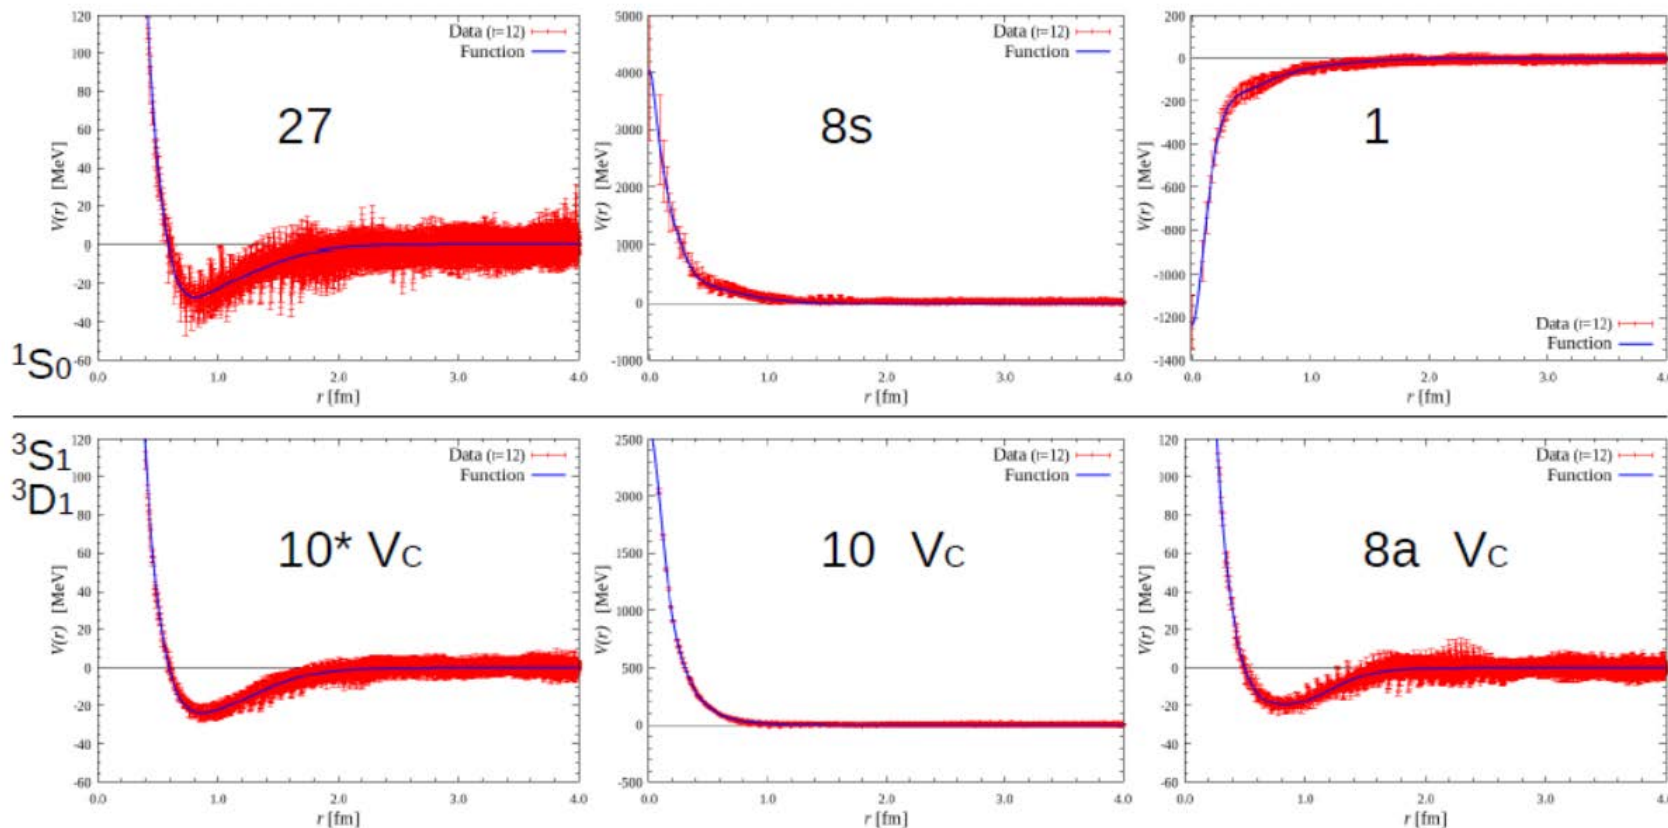 120
100
80
60
40
20
0
-20
-40
-60
V(r) [MeV]
Data (t=12)
Function
27
0.0 1.0 2.0 3.0 4.0
r [fm]
5000
4000
3000
2000
1000
0
-1000
V(r) [MeV]
Data (t=12)
Function
8s
0.0 1.0 2.0 3.0 4.0
r [fm]
200
0
-200
-400
-600
-800
-1000
-1200
-1400
V(r) [MeV]
1
Data (t=12)
Function
0.0 1.0 2.0 3.0 4.0
r [fm]
¹S₀
³S₁
³D₁
120
100
80
60
40
20
0
-20
-40
-60
V(r) [MeV]
Data (t=12)
Function
10* Vc
0.0 1.0 2.0 3.0 4.0
r [fm]
2500
2000
1500
1000
500
0
-500
V(r) [MeV]
Data (t=12)
Function
10 Vc
0.0 1.0 2.0 3.0 4.0
r [fm]
120
100
80
60
40
20
0
-20
-40
-60
V(r) [MeV]
Data (t=12)
Function
8a Vc
0.0 1.0 2.0 3.0 4.0
r [fm]